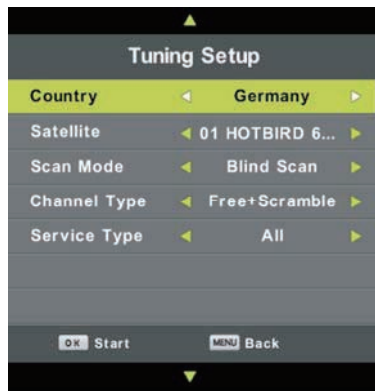 Tuning Setup
Country Germany
Satellite 01 HOTBIRD 6...
Scan Mode Blind Scan
Channel Type Free+Scramble
Service Type All
OK Start MENU Back